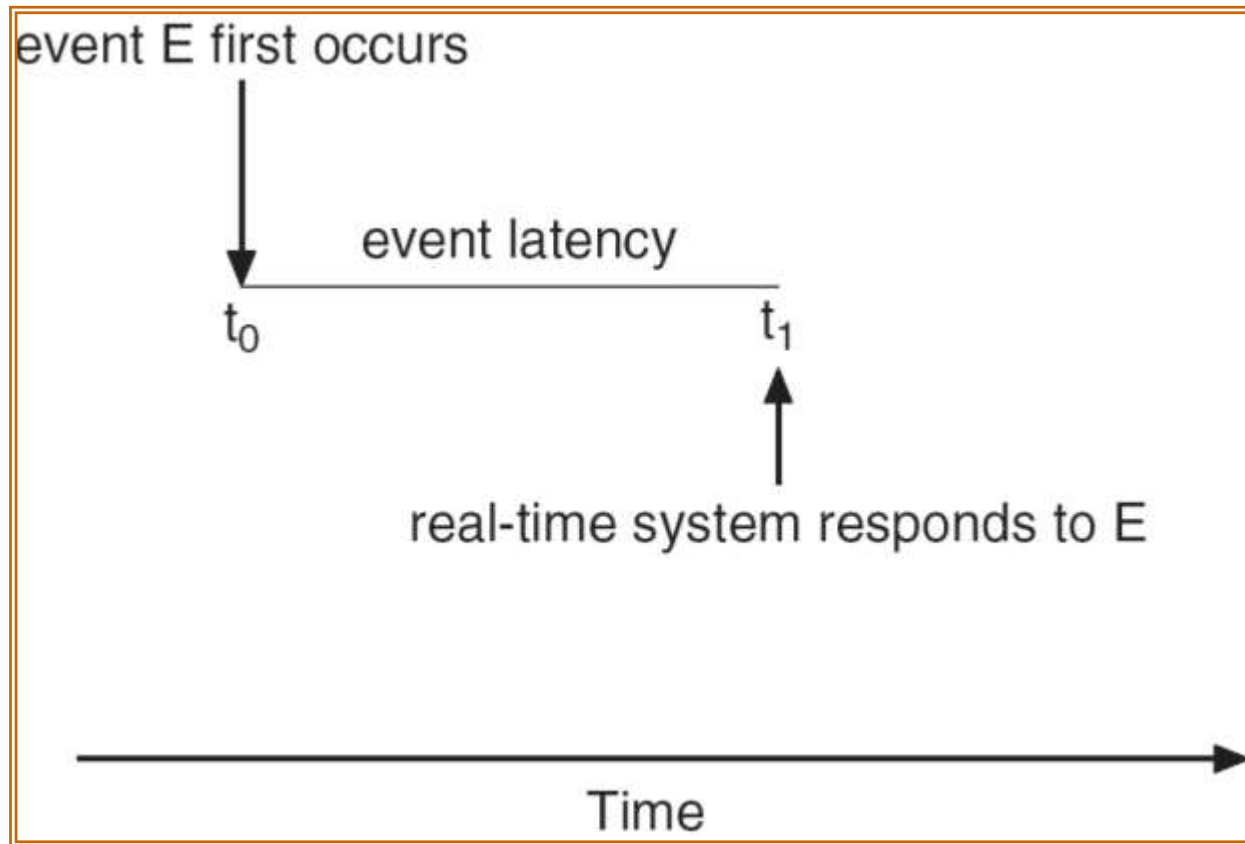 event E first occurs
event latency
t₀ t₁
real-time system responds to E
Time